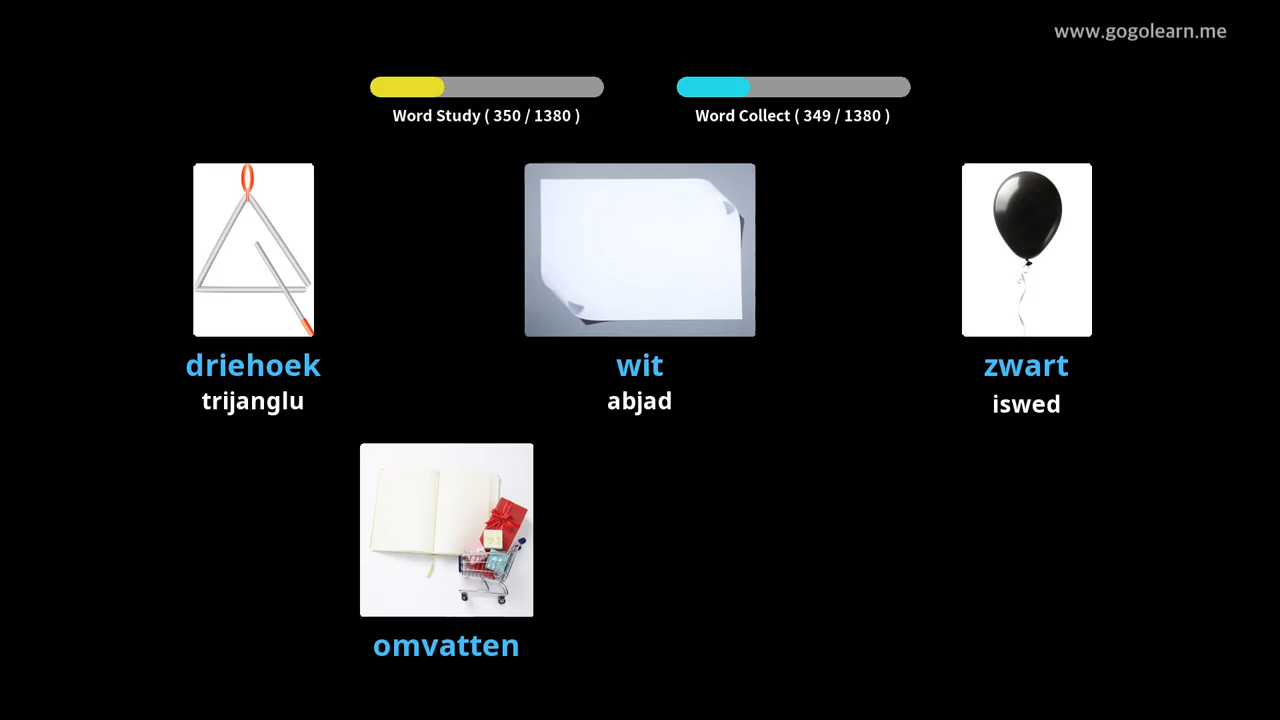 www.gogolearn.me
Word Study ( 350 / 1380 )
Word Collect ( 349 / 1380 )
driehoek
trijanglu
wit
abjad
zwart
iswed
omvatten